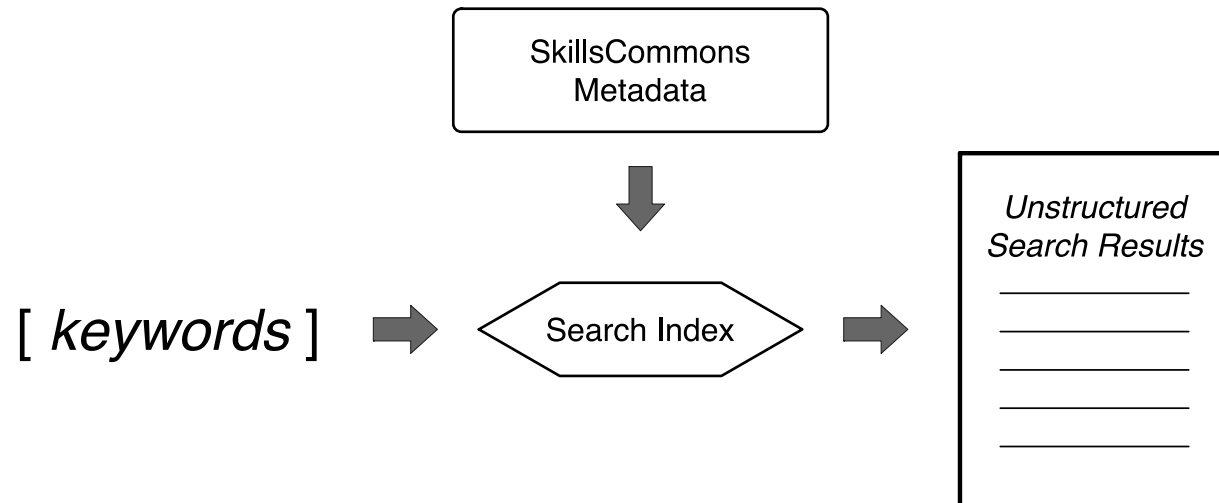 SkillsCommons
Metadata
Unstructured
Search Results
[ keywords ]
Search Index